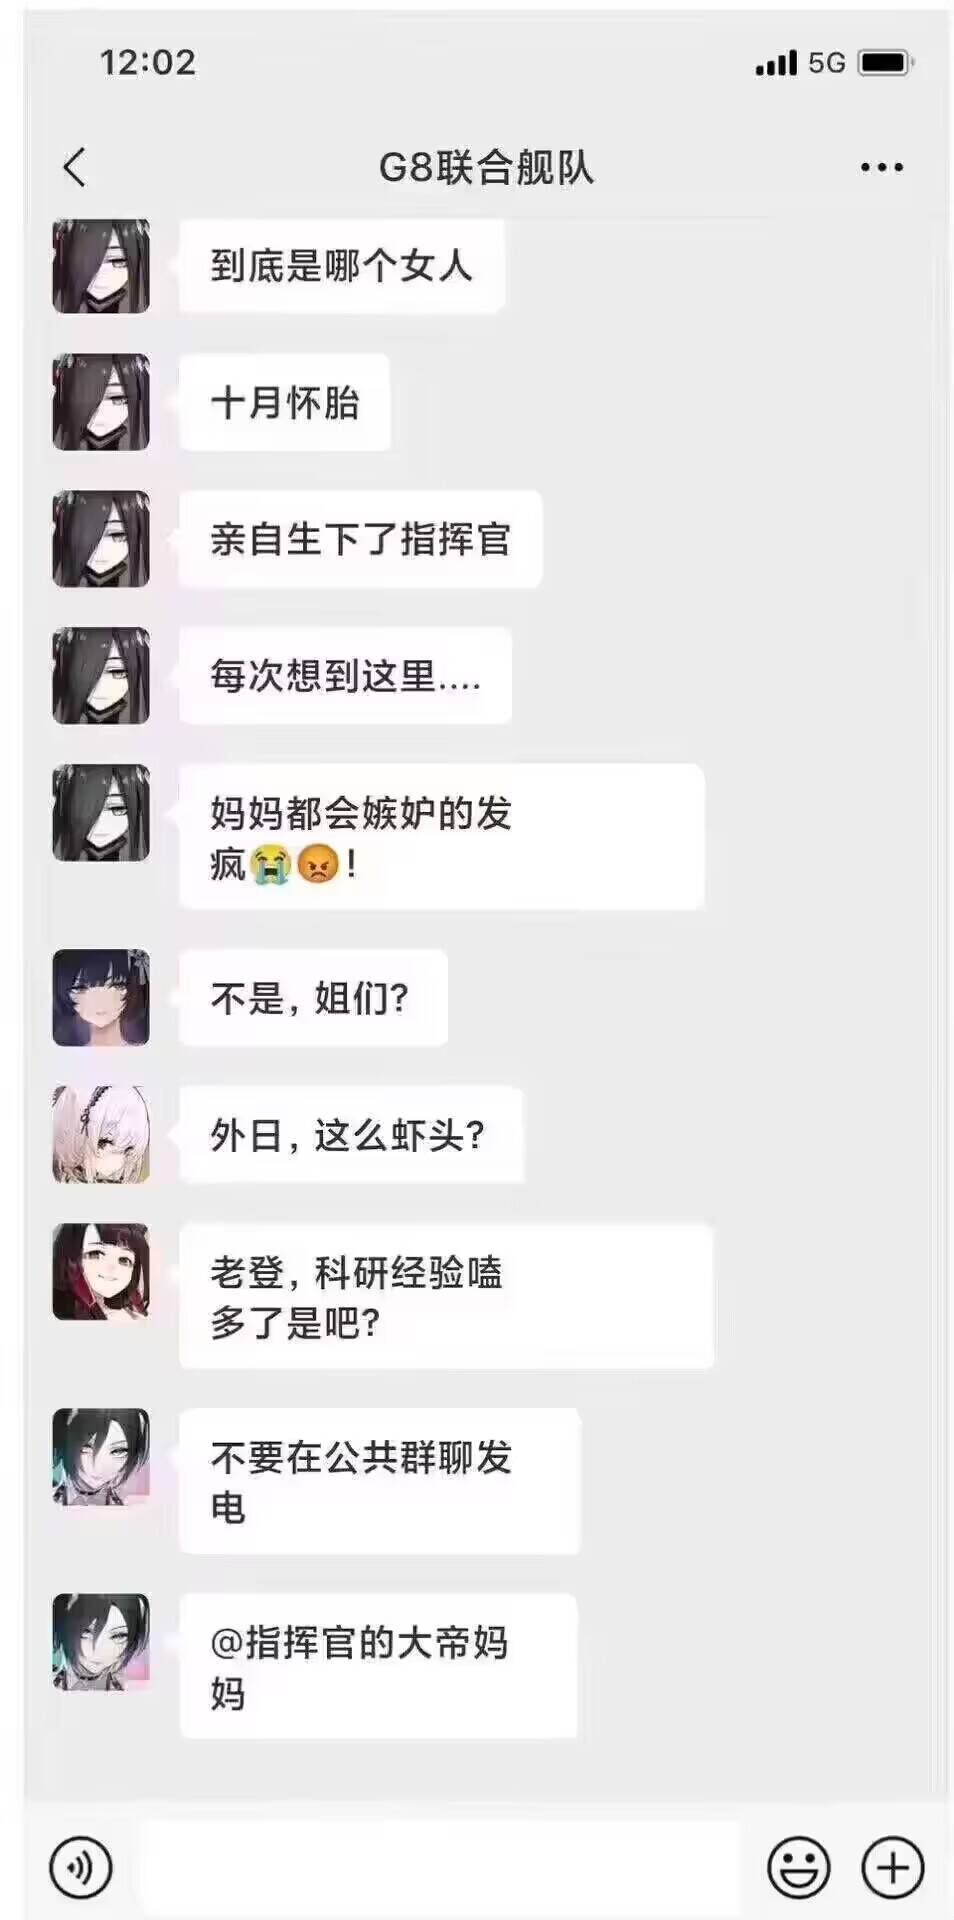 12:02
5G
G8联合舰队
到底是哪个女人
十月怀胎
亲自生下了指挥官
每次想到这里....
妈妈都会嫉妒的发
疯😭😡!
不是, 姐们?
外日, 这么虾头?
老登, 科研经验嗑
多了是吧?
不要在公共群聊发
电
@指挥官的大帝妈
妈